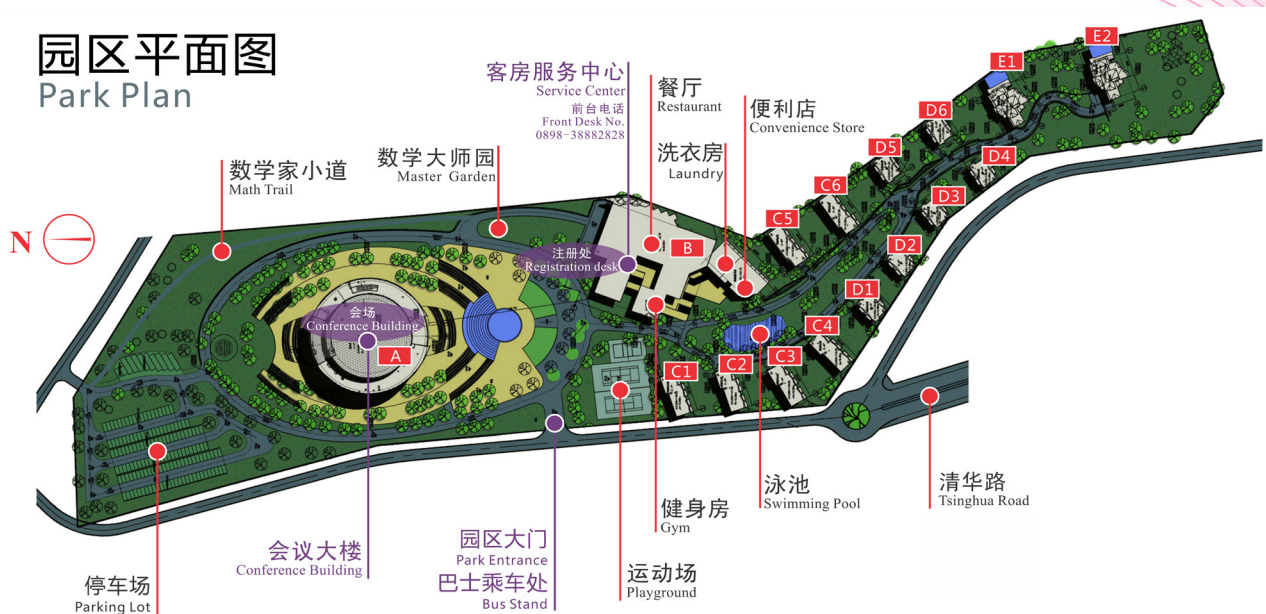 园区平面图
Park Plan
客房服务中心
Service Center
前台电话
Front Desk No.
0898-38882828
餐厅
Restaurant
便利店
Convenience Store
洗衣房
Laundry
数学家小道
Math Trail
数学大师园
Master Garden
N
注册处
Registration desk
会场
Conference Building
A
B
C1
C2
C3
C4
C5
C6
D1
D2
D3
D4
D5
D6
E1
E2
停车场
Parking Lot
会议大楼
Conference Building
园区大门
Park Entrance
巴士乘车处
Bus Stand
运动场
Playground
健身房
Gym
泳池
Swimming Pool
清华路
Tsinghua Road